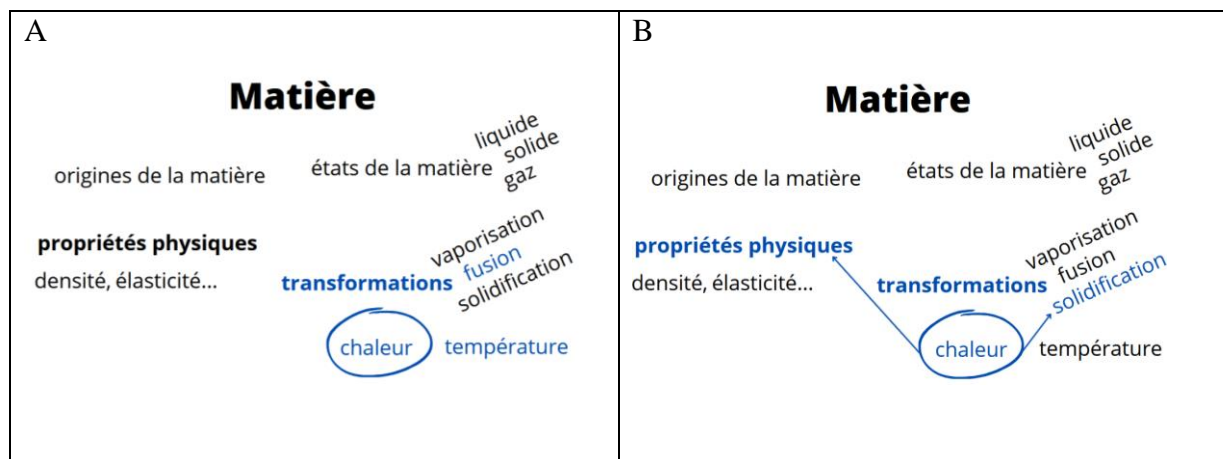 A
Matière
origines de la matière
états de la matière
liquide
solide
gaz
propriétés physiques
densité, élasticité...
transformations
vaporisation
fusion
solidification
chaleur
température
B
Matière
origines de la matière
états de la matière
liquide
solide
gaz
propriétés physiques
densité, élasticité...
transformations
vaporisation
fusion
solidification
chaleur
température